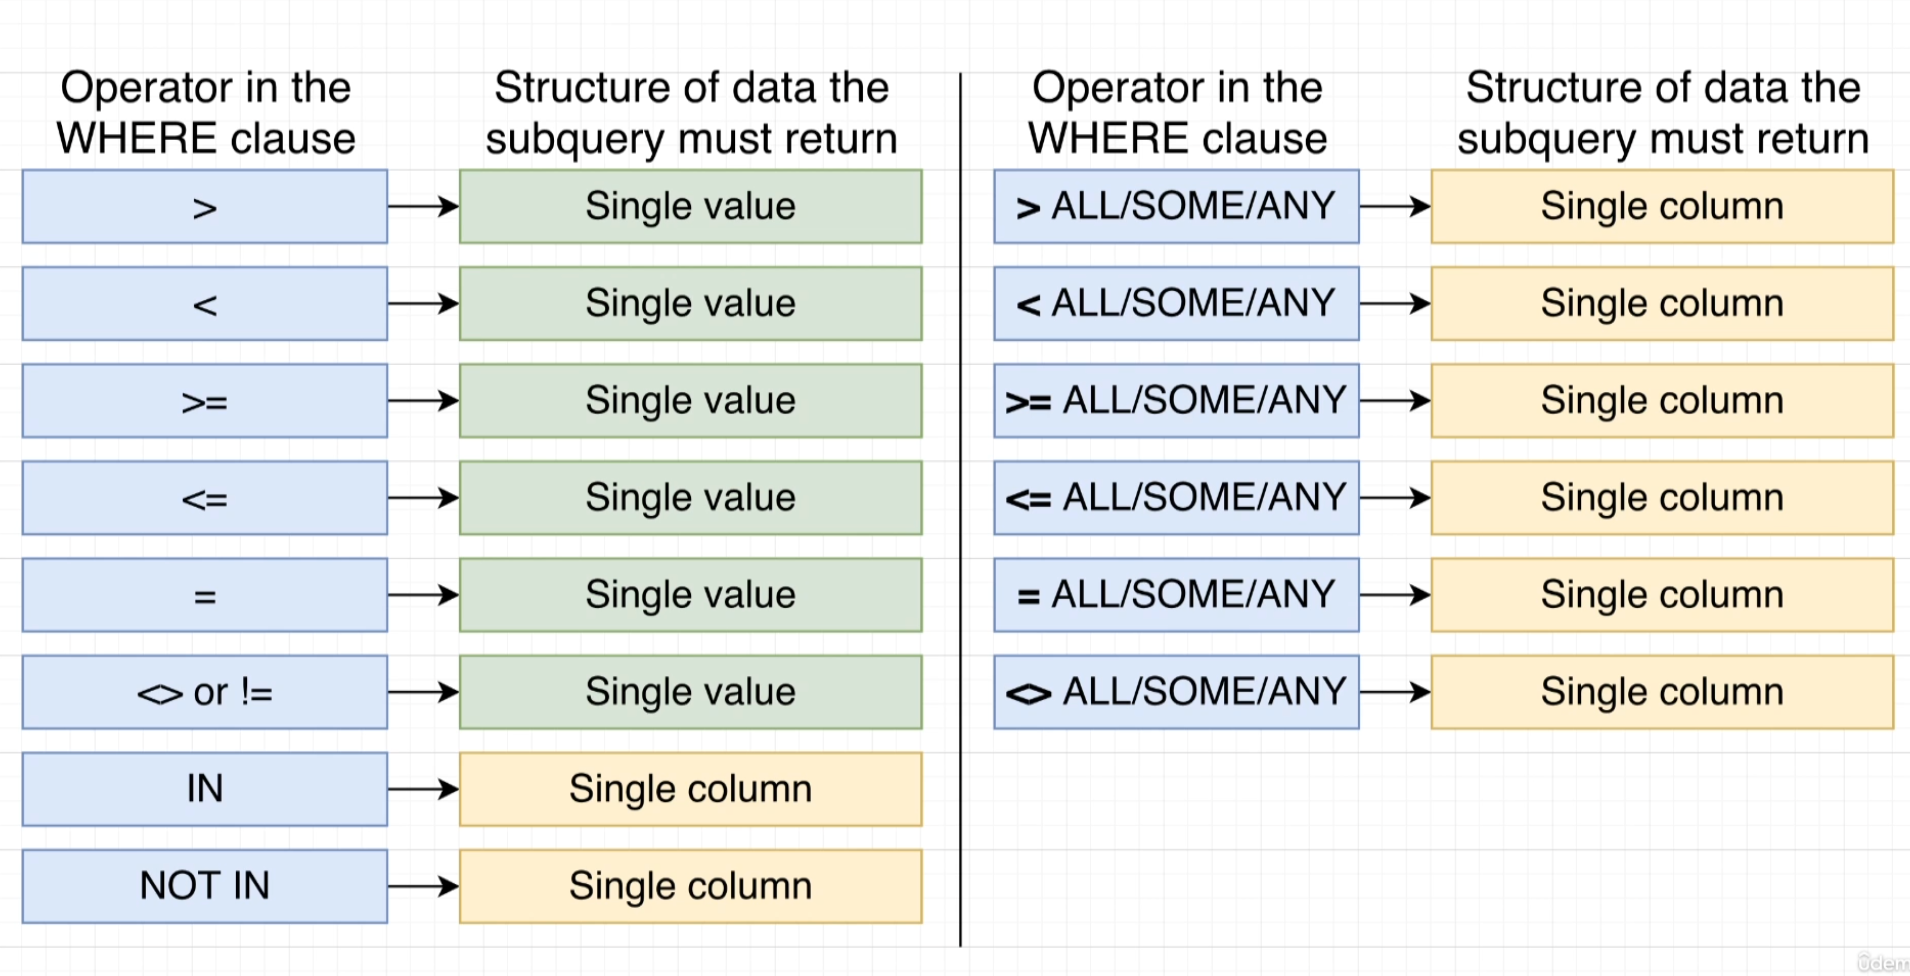 Operator in the
WHERE clause
Structure of data the
subquery must return
>
Single value
<
Single value
>=
Single value
<=
Single value
=
Single value
<> or !=
Single value
IN
Single column
NOT IN
Single column
Operator in the
WHERE clause
Structure of data the
subquery must return
> ALL/SOME/ANY
Single column
< ALL/SOME/ANY
Single column
>= ALL/SOME/ANY
Single column
<= ALL/SOME/ANY
Single column
= ALL/SOME/ANY
Single column
<> ALL/SOME/ANY
Single column